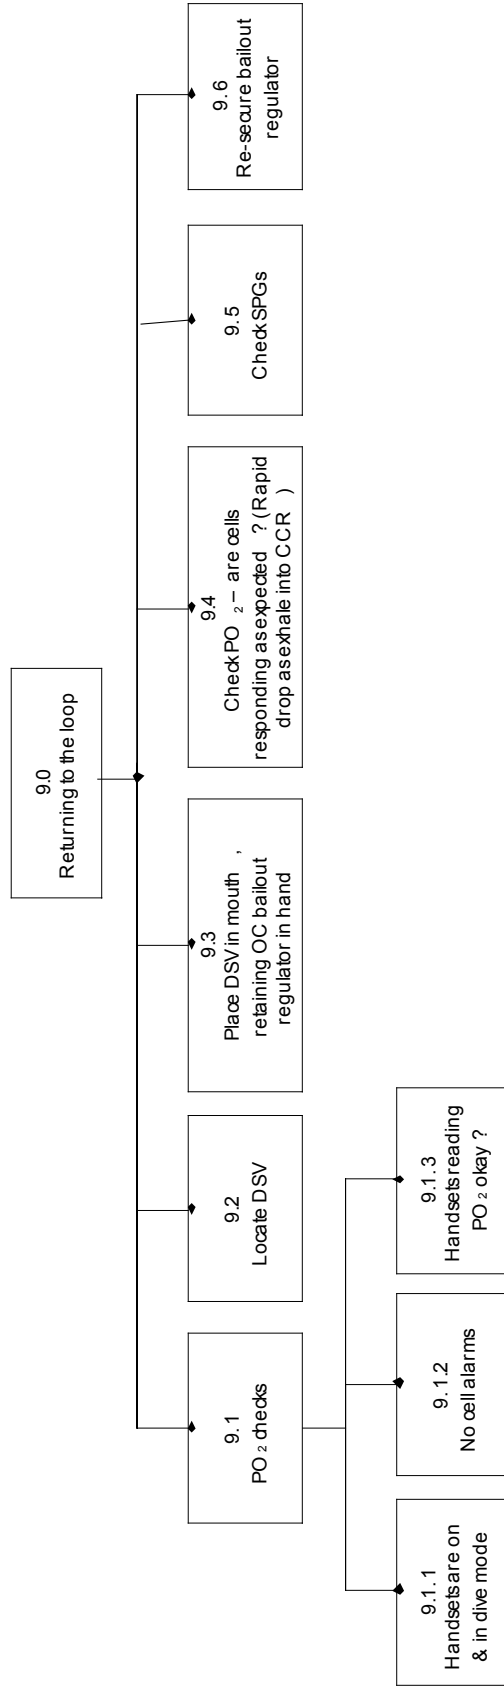 9.0
Returning to the loop
9.1
PO₂ checks
9.2
Locate DSV
9.3
Place DSV in mouth ,
retaining OC bailout
regulator in hand
9.4
Check PO₂ – are cells
responding as expected ? (Rapid
drop as exhale into CCR )
9.5
Check SPGs
9.6
Re-secure bailout
regulator
9.1.1
Handsets are on
& in dive mode
9.1.2
No cell alarms
9.1.3
Handsets reading
PO₂ okay ?